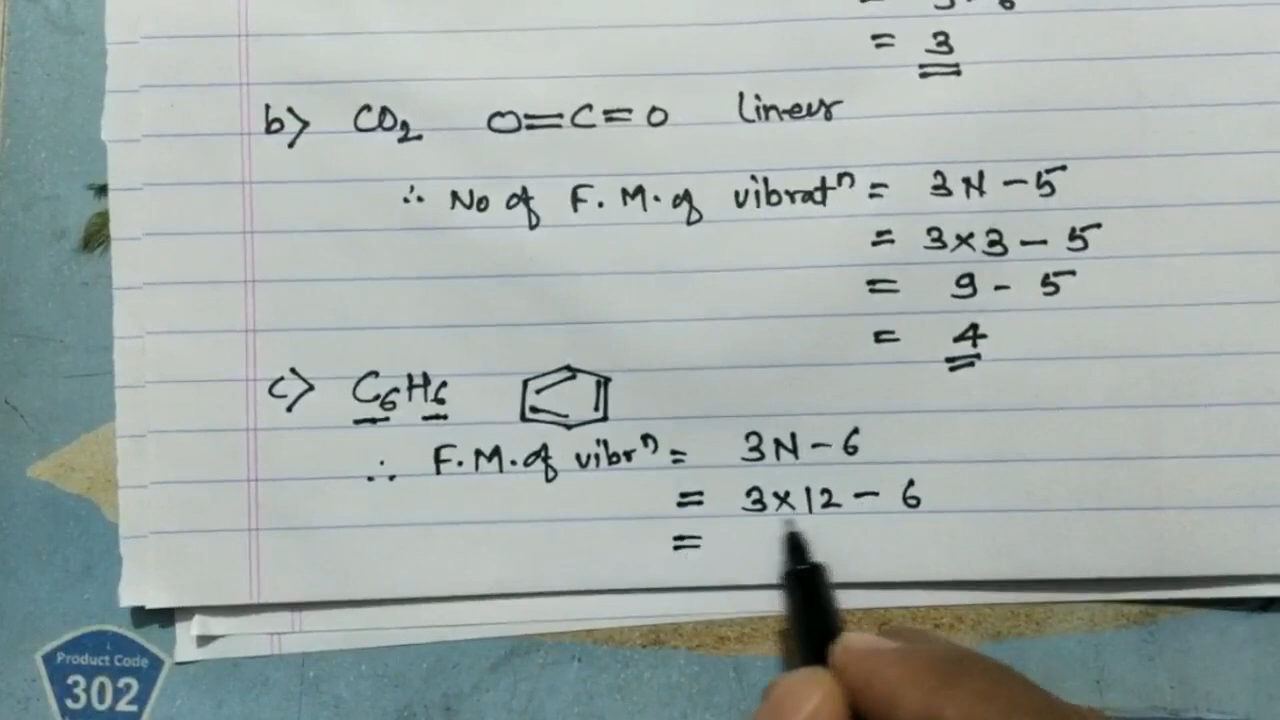 = 3
b) CO2 O=C=O linear
∴ No of F. M. of vibratn = 3N - 5
= 3×3 - 5
= 9 - 5
= 4
c) C6H6
∴ F.M. of vibrn = 3N - 6
= 3×12 - 6
=
Product Code
302